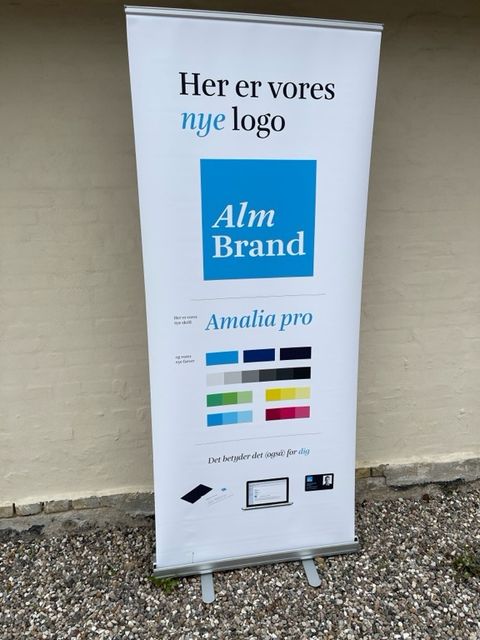 Her er vores
nye logo
Alm
Brand
Her er vores
nye skrift
Amalia pro
og vores
nye farver
Det betyder det (også) for dig